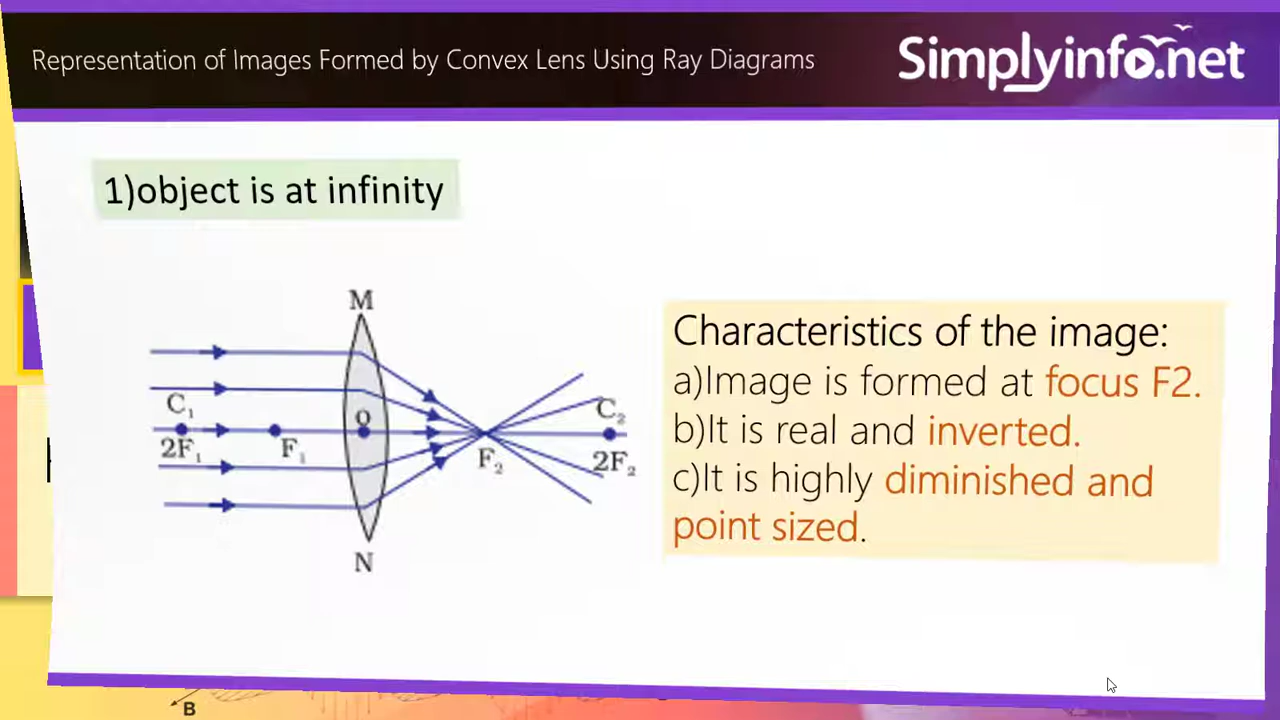 Representation of Images Formed by Convex Lens Using Ray Diagrams
Simplyinfo.net
1)object is at infinity
M
C₁
O
C₂
2F₁
F₁
F₂
2F₂
N
Characteristics of the image:
a)Image is formed at focus F2.
b)It is real and inverted.
c)It is highly diminished and
point sized.
B